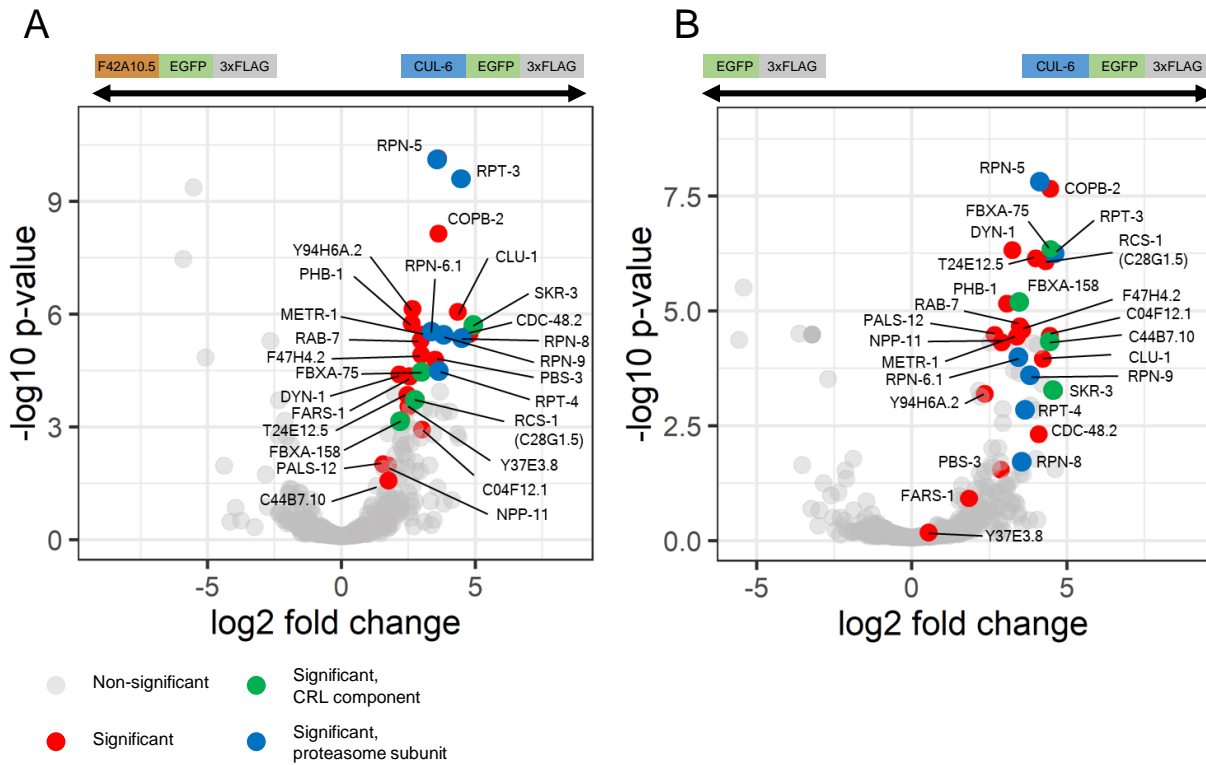 A
B
F42A10.5 EGFP 3xFLAG
CUL-6 EGFP 3xFLAG
EGFP 3xFLAG
CUL-6 EGFP 3xFLAG
-log10 p-value
9
6
3
0
-5
0
5
log2 fold change
RPN-5
RPT-3
COPB-2
Y94H6A.2
RPN-6.1
CLU-1
PHB-1
SKR-3
METR-1
CDC-48.2
RAB-7
RPN-8
F47H4.2
RPN-9
FBXA-75
PBS-3
DYN-1
RPT-4
FARS-1
T24E12.5
RCS-1
(C28G1.5)
FBXA-158
Y37E3.8
PALS-12
C04F12.1
C44B7.10
NPP-11
-log10 p-value
7.5
5.0
2.5
0.0
-5
0
5
log2 fold change
RPN-5
COPB-2
FBXA-75
RPT-3
DYN-1
RCS-1
(C28G1.5)
T24E12.5
PHB-1
FBXA-158
RAB-7
F47H4.2
PALS-12
C04F12.1
NPP-11
C44B7.10
METR-1
CLU-1
RPN-6.1
RPN-9
Y94H6A.2
SKR-3
RPT-4
CDC-48.2
PBS-3
RPN-8
FARS-1
Y37E3.8
Non-significant
Significant,
CRL component
Significant
Significant,
proteasome subunit